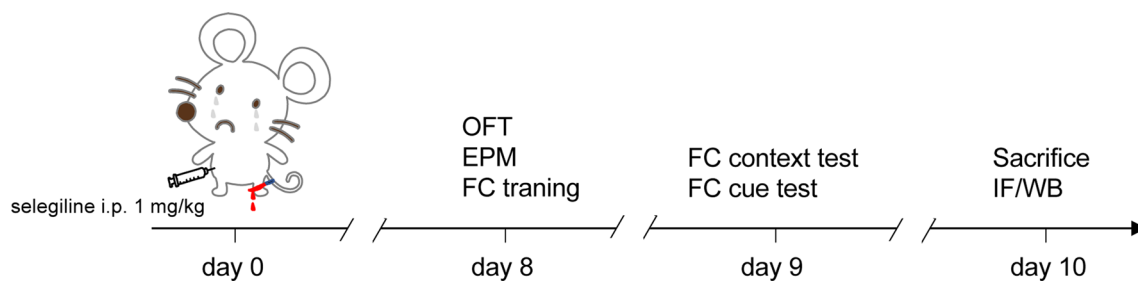 OFT
EPM
FC traning
FC context test
FC cue test
Sacrifice
IF/WB
selegiline i.p. 1 mg/kg
day 0
day 8
day 9
day 10